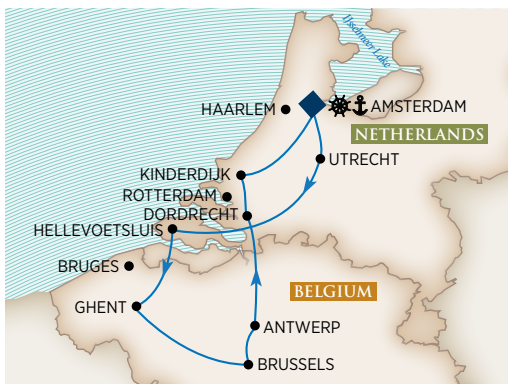 IJsselmeer Lake
HAARLEM
AMSTERDAM
NETHERLANDS
UTRECHT
KINDERDIJK
ROTTERDAM
DORDRECHT
HELLEVOETSLUIS
BRUGES
BELGIUM
GHENT
ANTWERP
BRUSSELS